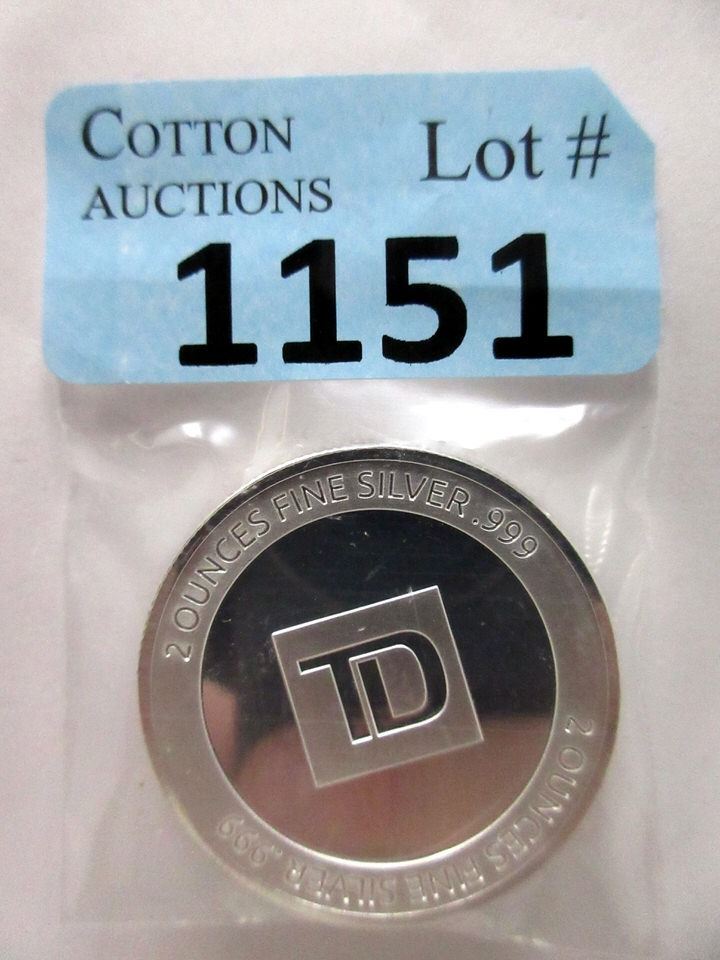 COTTON
AUCTIONS
Lot #
1151
2 OUNCES FINE SILVER .999
TD
2 OUNCES FINE SILVER .999